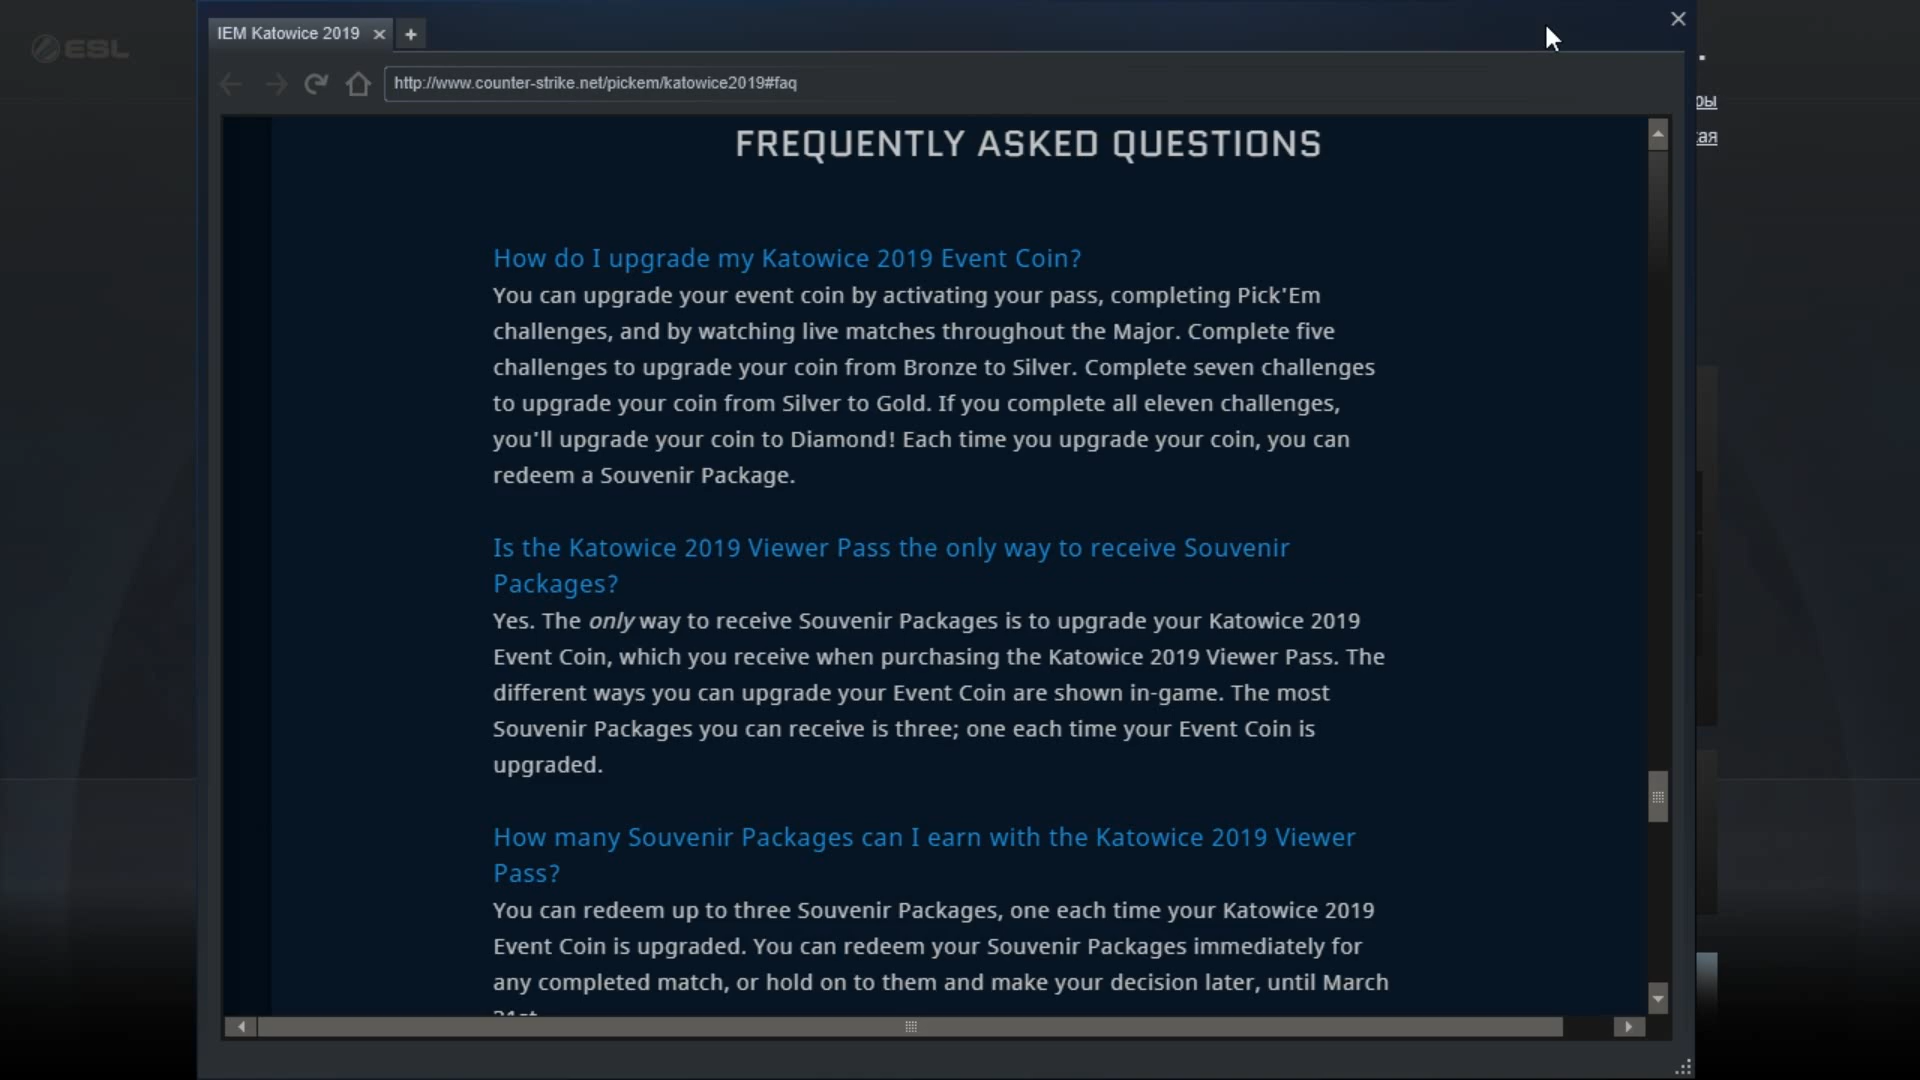 ESL
IEM Katowice 2019
http://www.counter-strike.net/pickem/katowice2019#faq
FREQUENTLY ASKED QUESTIONS
How do I upgrade my Katowice 2019 Event Coin?
You can upgrade your event coin by activating your pass, completing Pick'Em
challenges, and by watching live matches throughout the Major. Complete five
challenges to upgrade your coin from Bronze to Silver. Complete seven challenges
to upgrade your coin from Silver to Gold. If you complete all eleven challenges,
you'll upgrade your coin to Diamond! Each time you upgrade your coin, you can
redeem a Souvenir Package.
Is the Katowice 2019 Viewer Pass the only way to receive Souvenir
Packages?
Yes. The only way to receive Souvenir Packages is to upgrade your Katowice 2019
Event Coin, which you receive when purchasing the Katowice 2019 Viewer Pass. The
different ways you can upgrade your Event Coin are shown in-game. The most
Souvenir Packages you can receive is three; one each time your Event Coin is
upgraded.
How many Souvenir Packages can I earn with the Katowice 2019 Viewer
Pass?
You can redeem up to three Souvenir Packages, one each time your Katowice 2019
Event Coin is upgraded. You can redeem your Souvenir Packages immediately for
any completed match, or hold on to them and make your decision later, until March
ры
ая